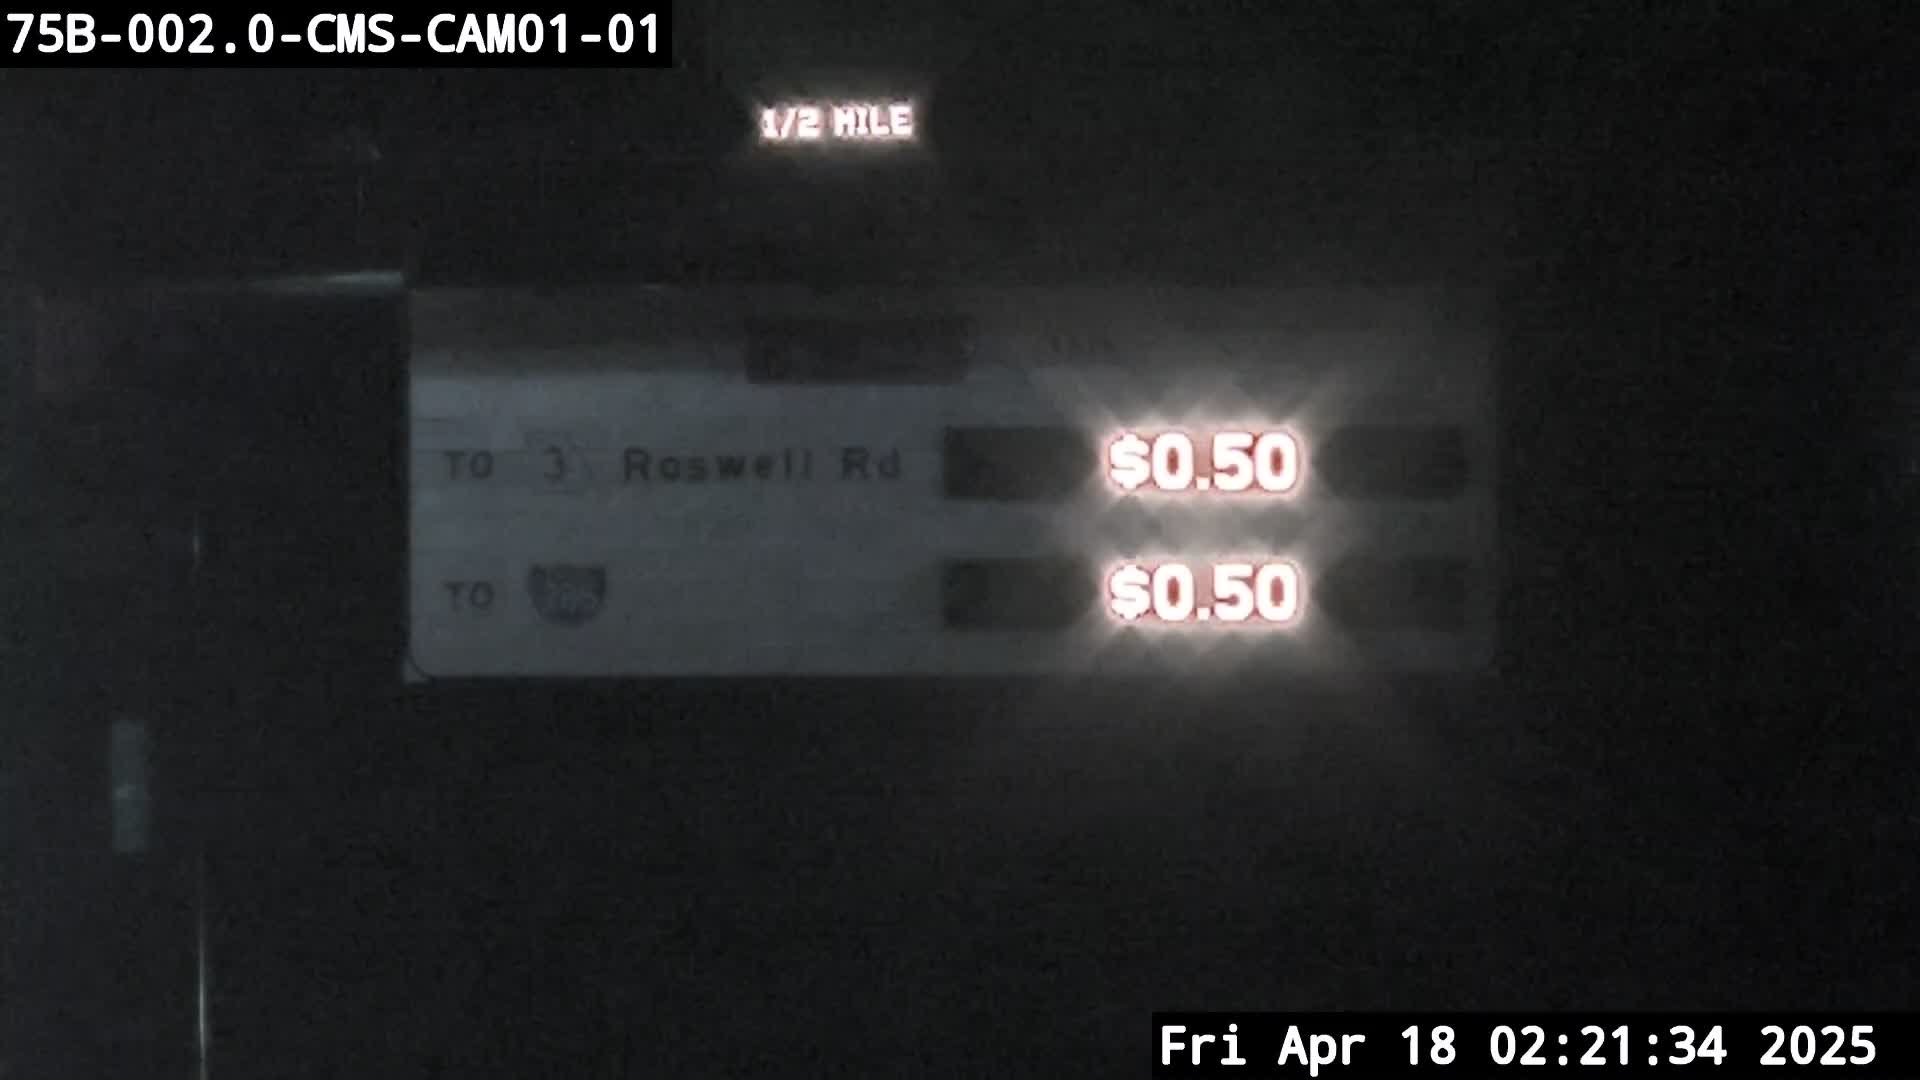 75B-002.0-CMS-CAM01-01
1/2 MILE
TO 3 Roswell Rd $0.50
TO 285 $0.50
Fri Apr 18 02:21:34 2025